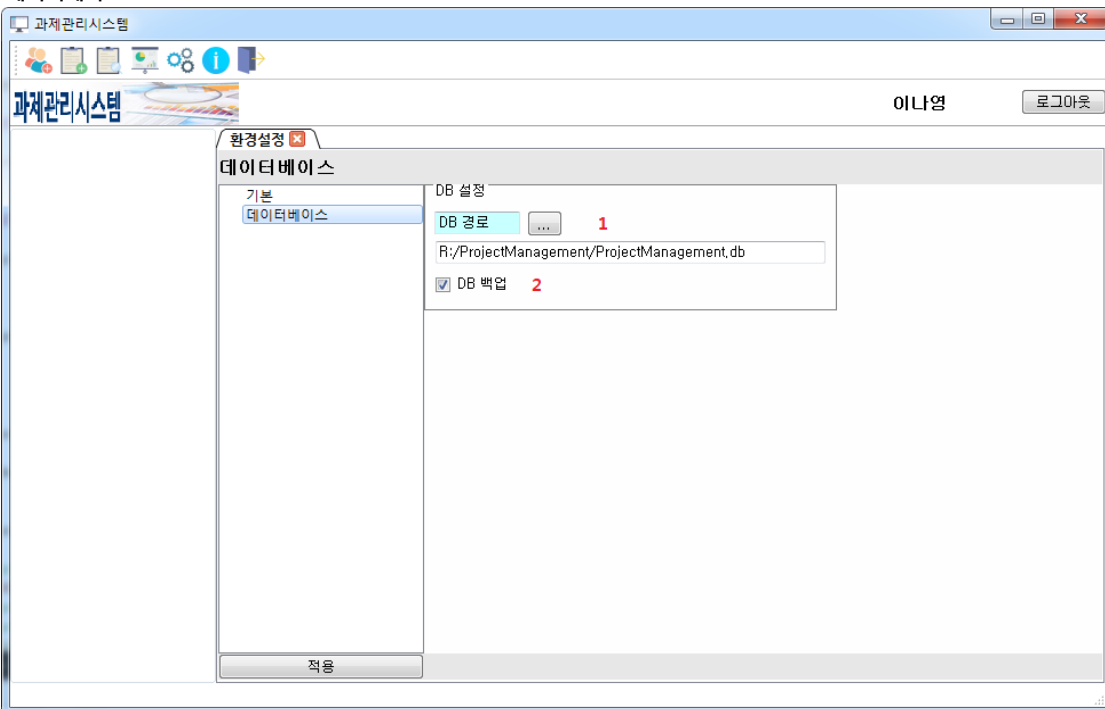 과제관리시스템
과제관리시스템
이나영
로그아웃
환경설정
데이터베이스
기본
데이터베이스
DB 설정
DB 경로
...
1
R:/ProjectManagement/ProjectManagement.db
DB 백업
2
적용